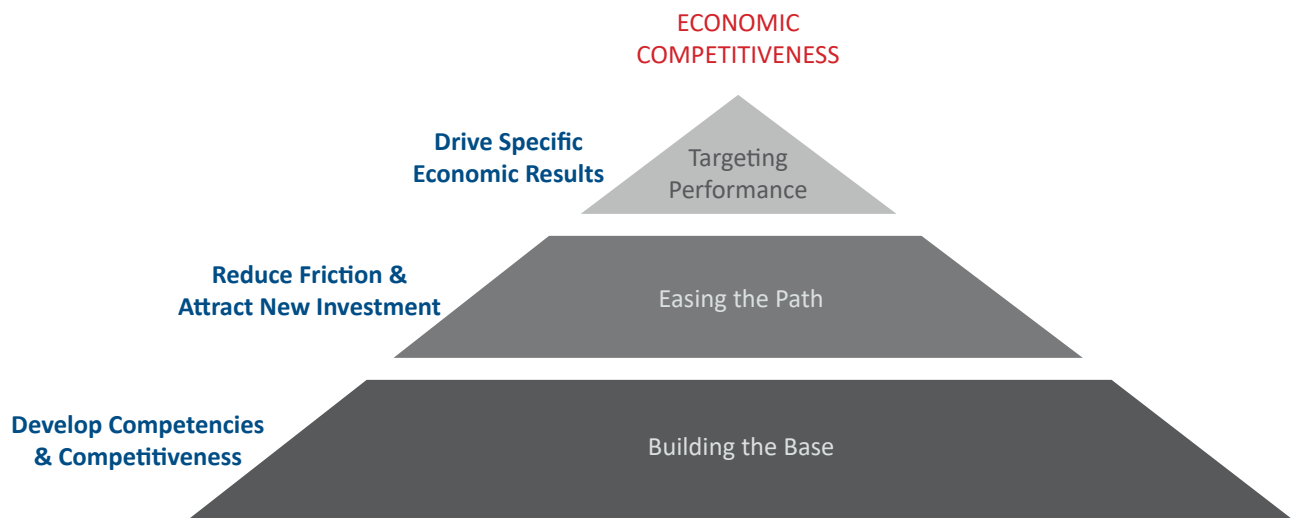 ECONOMIC
COMPETITIVENESS
Drive Specific
Economic Results
Targeting
Performance
Reduce Friction &
Attract New Investment
Easing the Path
Develop Competencies
& Competitiveness
Building the Base